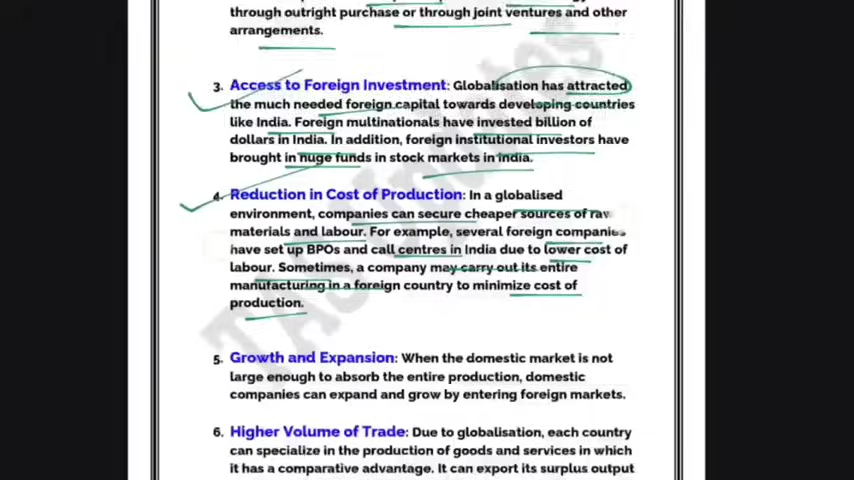 through outright purchase or through joint ventures and other
arrangements.
3. Access to Foreign Investment: Globalisation has attracted
the much needed foreign capital towards developing countries
like India. Foreign multinationals have invested billion of
dollars in India. In addition, foreign institutional investors have
brought in huge funds in stock markets in India.
4. Reduction in Cost of Production: In a globalised
environment, companies can secure cheaper sources of raw
materials and labour. For example, several foreign companies
have set up BPOs and call centres in India due to lower cost of
labour. Sometimes, a company may carry out its entire
manufacturing in a foreign country to minimize cost of
production.
5. Growth and Expansion: When the domestic market is not
large enough to absorb the entire production, domestic
companies can expand and grow by entering foreign markets.
6. Higher Volume of Trade: Due to globalisation, each country
can specialize in the production of goods and services in which
it has a comparative advantage. It can export its surplus output